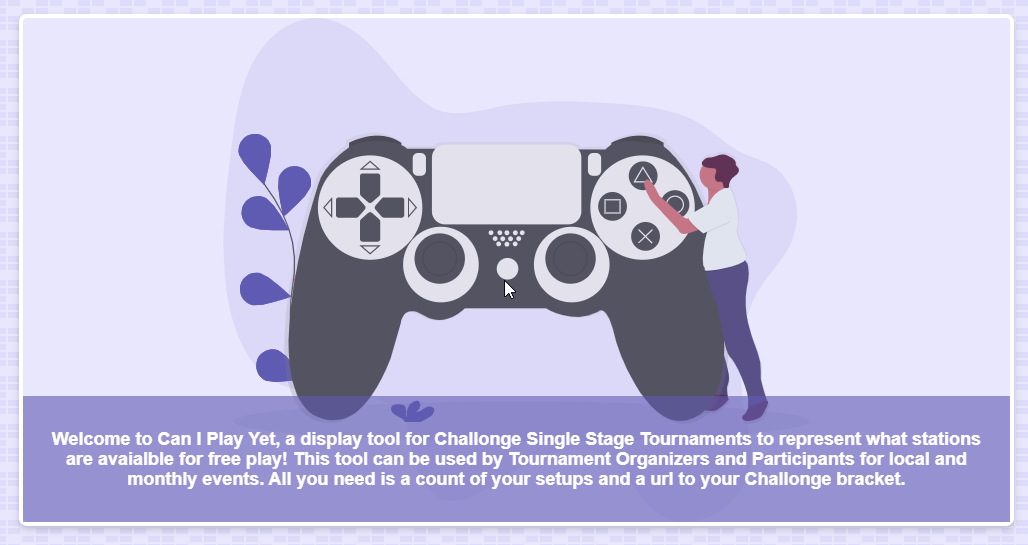 Welcome to Can I Play Yet, a display tool for Challonge Single Stage Tournaments to represent what stations
are avaialble for free play! This tool can be used by Tournament Organizers and Participants for local and
monthly events. All you need is a count of your setups and a url to your Challonge bracket.